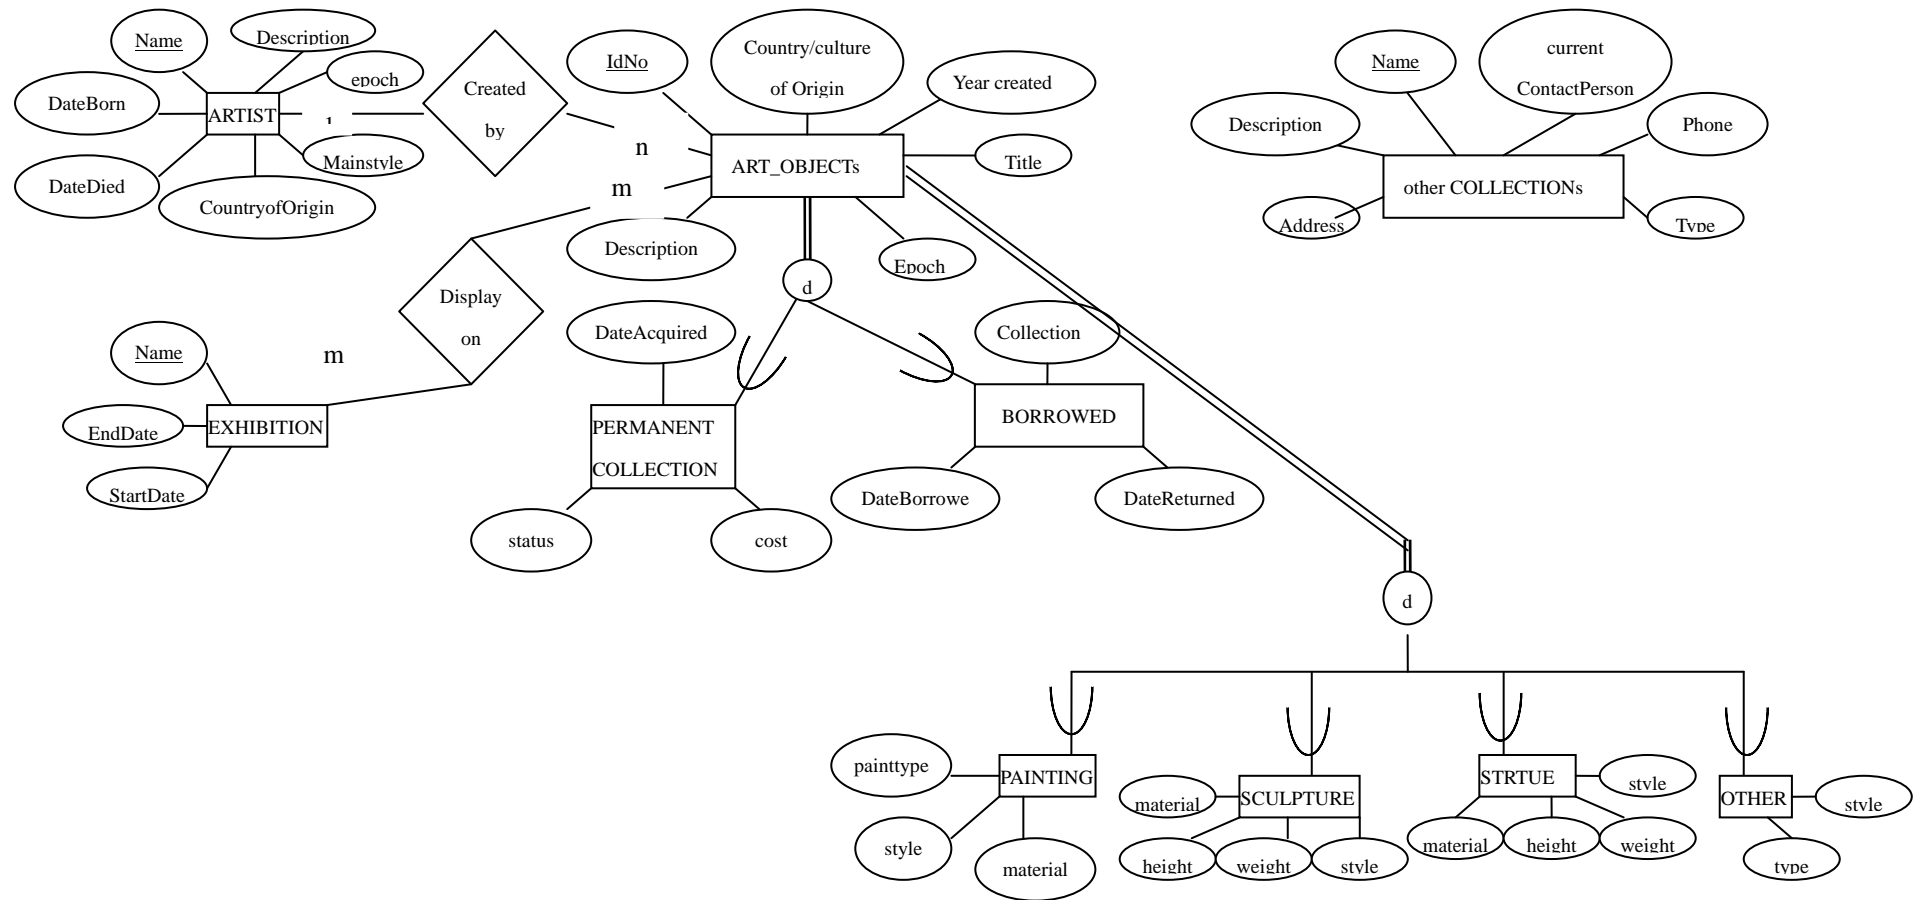 Name
Description
epoch
DateBorn
ARTIST
Mainstyle
DateDied
CountryofOrigin
Created
by
n
m
IdNo
Country/culture
of Origin
Year created
ART_OBJECTs
Title
Description
Epoch
d
Name
current
ContactPerson
Description
Phone
other COLLECTIONs
Address
Type
Display
on
m
Name
EndDate
EXHIBITION
StartDate
DateAcquired
PERMANENT
COLLECTION
status
cost
Collection
BORROWED
DateBorrowe
DateReturned
d
painttype
PAINTING
style
material
material
SCULPTURE
height
weight
style
STRTUE
style
material
height
weight
OTHER
style
type